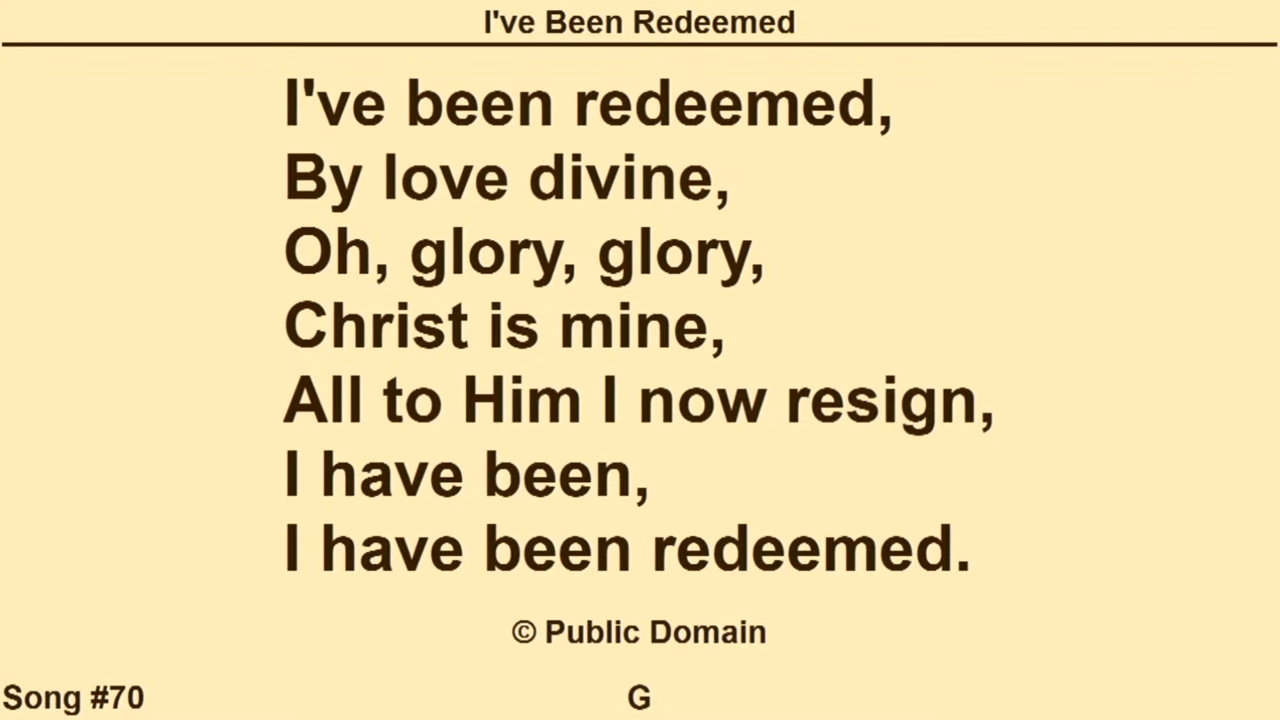 I've Been Redeemed
I've been redeemed,
By love divine,
Oh, glory, glory,
Christ is mine,
All to Him I now resign,
I have been,
I have been redeemed.
© Public Domain
Song #70
G